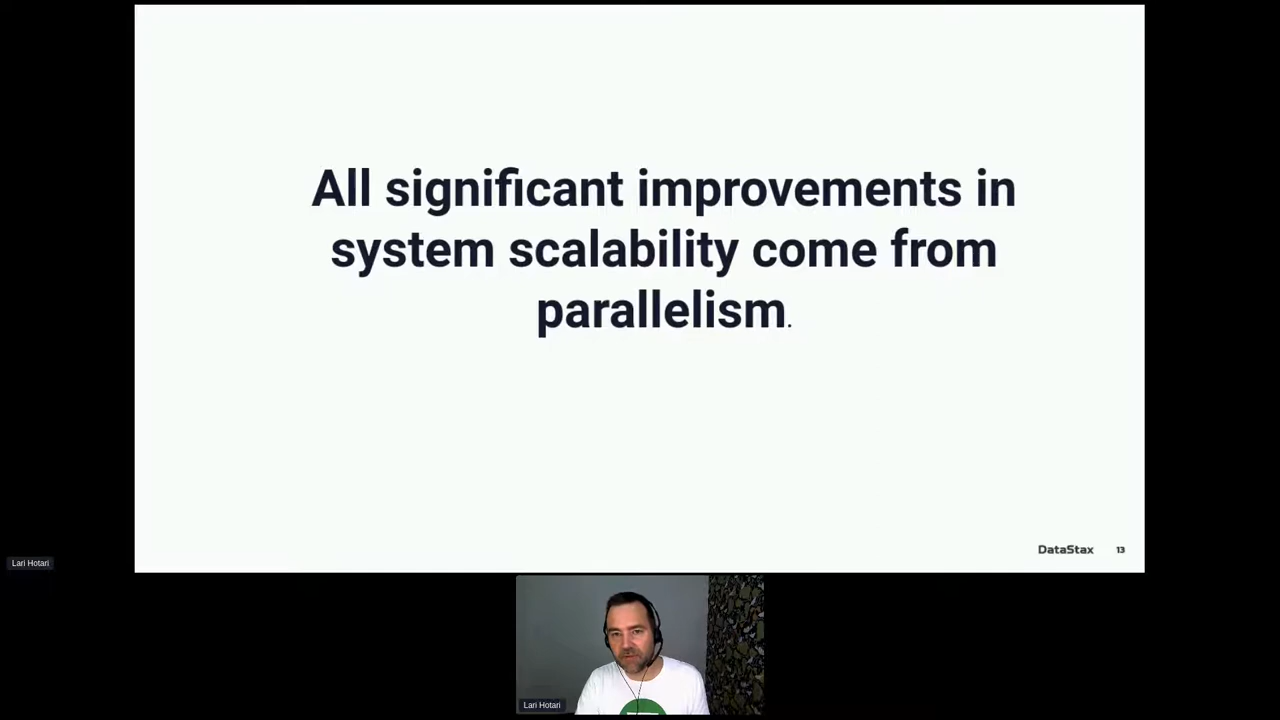 All significant improvements in
system scalability come from
parallelism.
DataStax 13
Lari Hotari
Lari Hotari